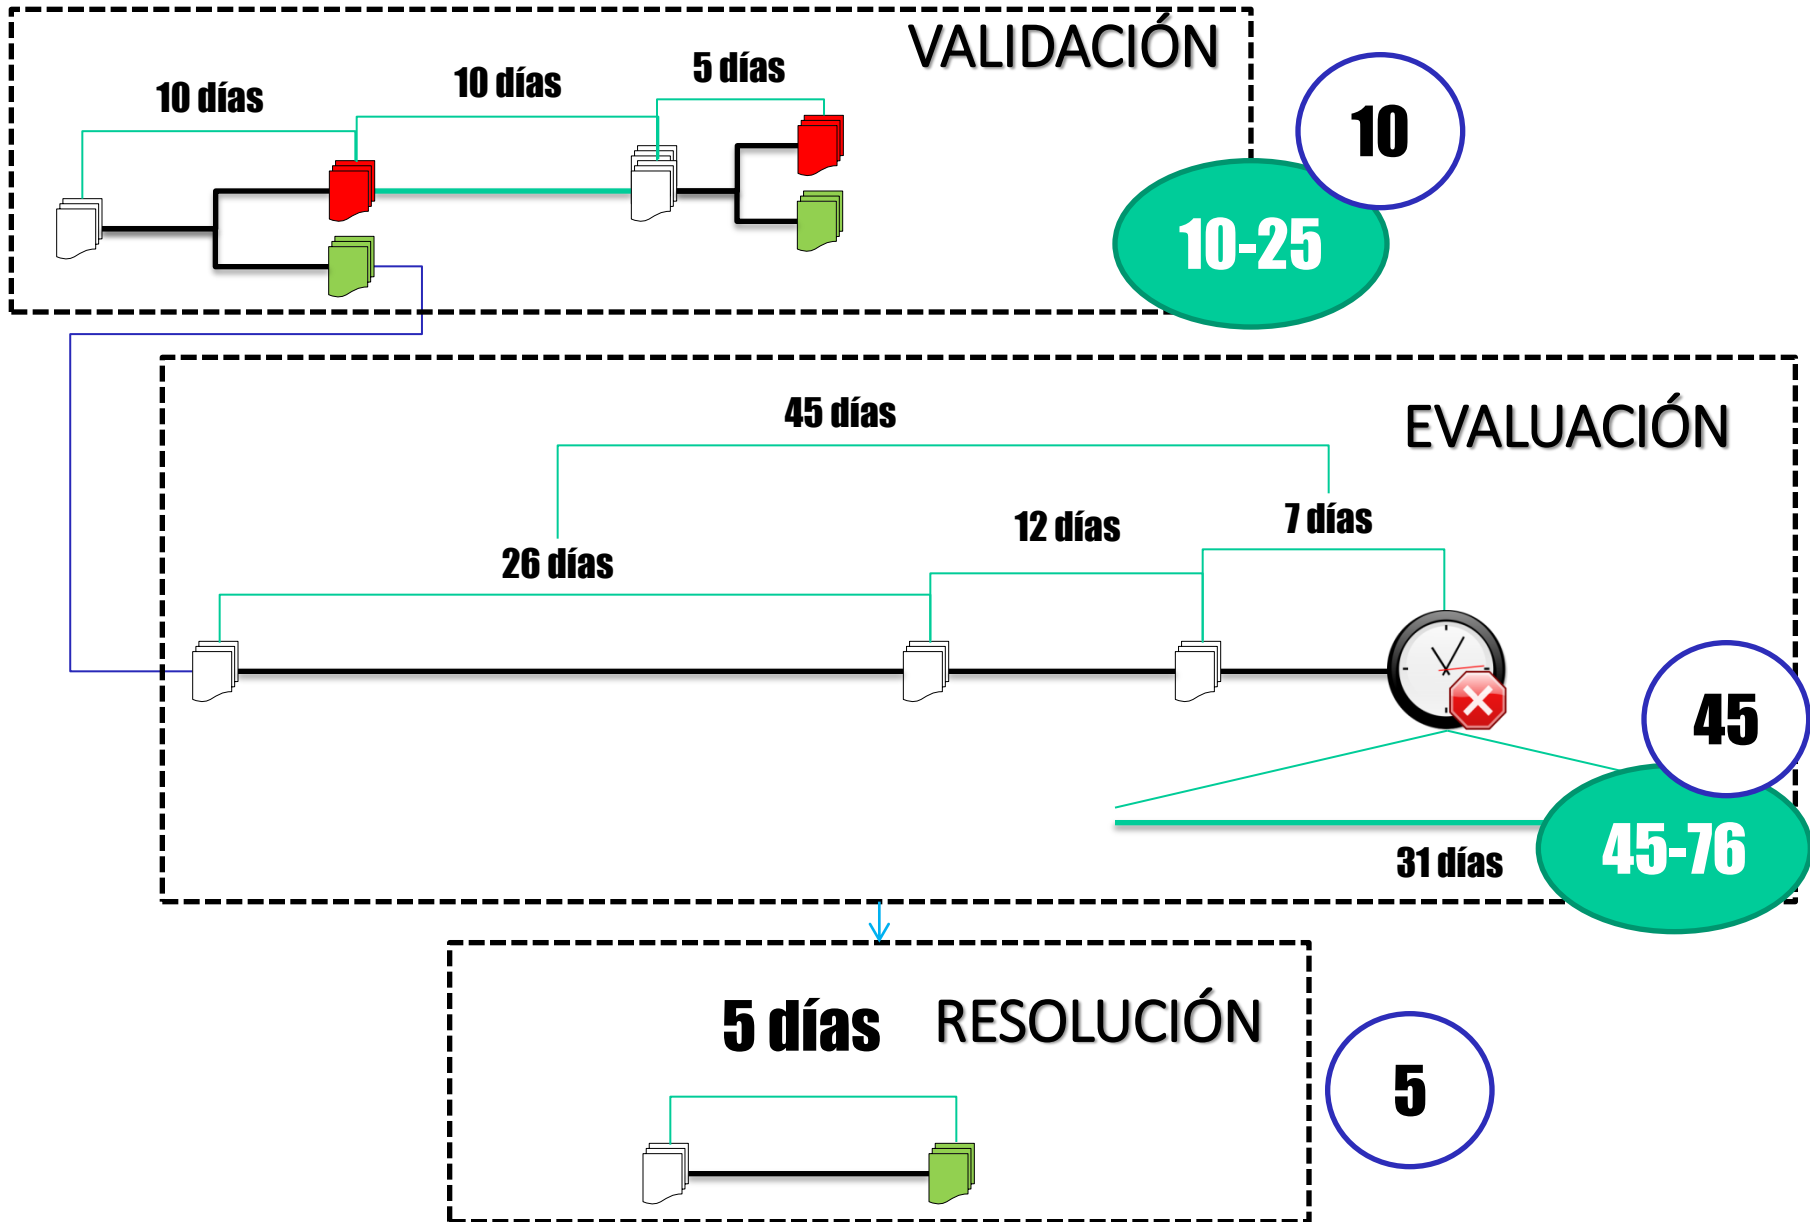 VALIDACIÓN
10 días
10 días
5 días
10
10-25
EVALUACIÓN
45 días
26 días
12 días
7 días
45
45-76
31 días
5 días
RESOLUCIÓN
5